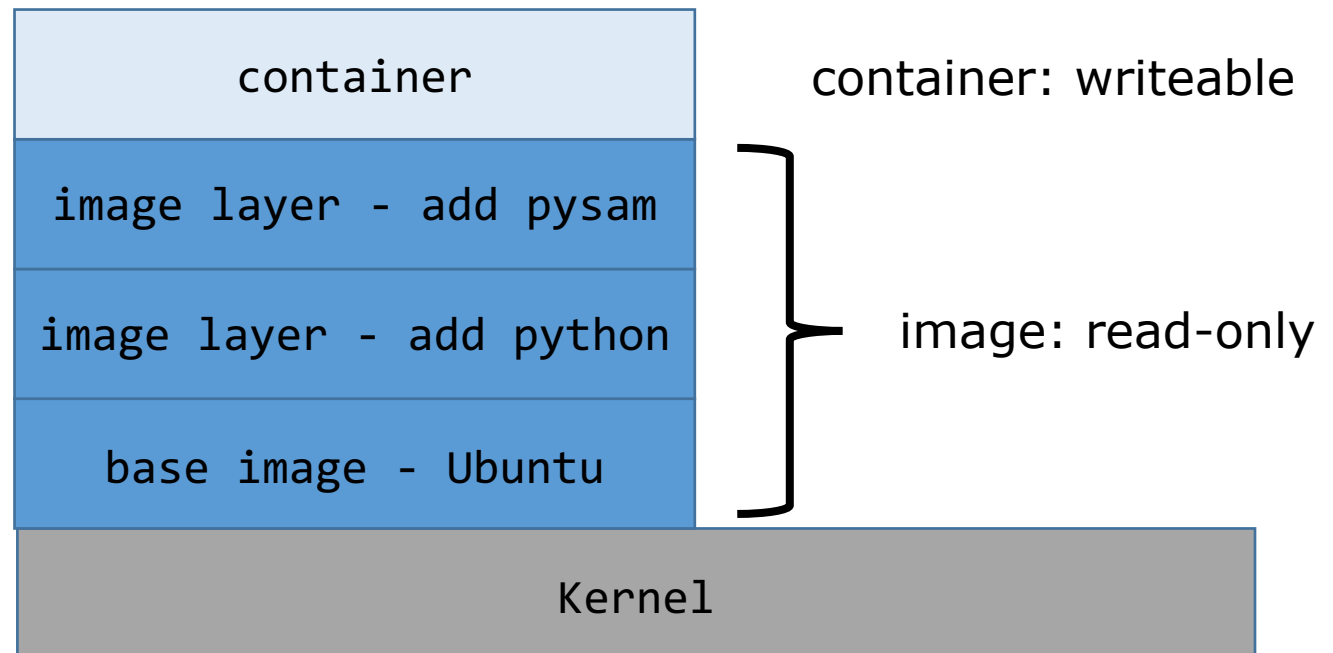 container
container: writeable
image layer - add pysam
image layer - add python
image: read-only
base image - Ubuntu
Kernel